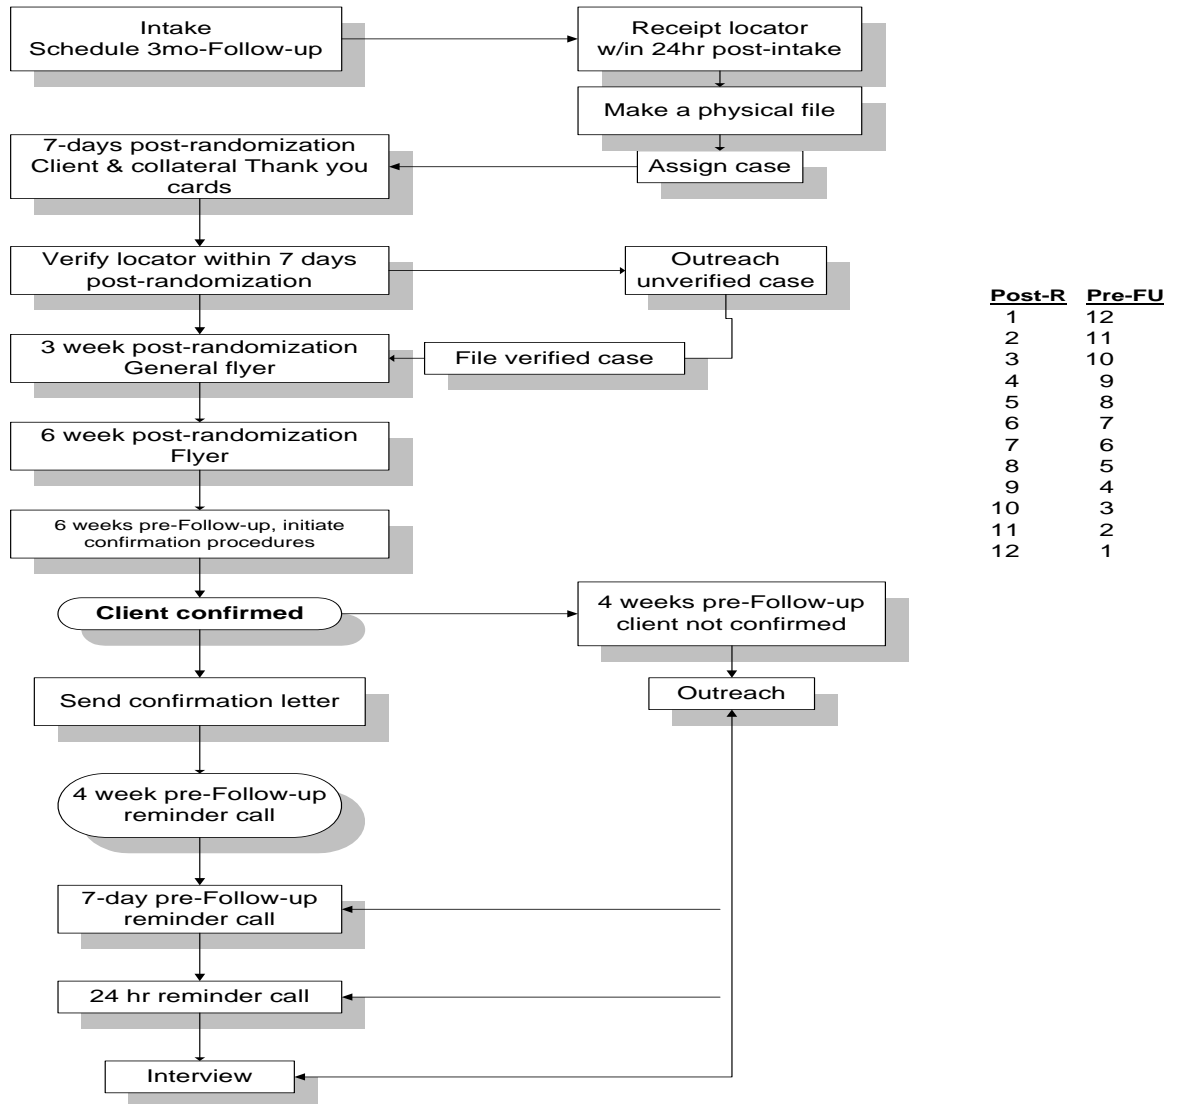 Intake
Schedule 3mo-Follow-up
Receipt locator
w/in 24hr post-intake
Make a physical file
Assign case
7-days post-randomization
Client & collateral Thank you
cards
Verify locator within 7 days
post-randomization
Outreach
unverified case
File verified case
3 week post-randomization
General flyer
6 week post-randomization
Flyer
6 weeks pre-Follow-up, initiate
confirmation procedures
Client confirmed
4 weeks pre-Follow-up
client not confirmed
Outreach
Send confirmation letter
4 week pre-Follow-up
reminder call
7-day pre-Follow-up
reminder call
24 hr reminder call
Interview
Post-R Pre-FU
1 12
2 11
3 10
4 9
5 8
6 7
7 6
8 5
9 4
10 3
11 2
12 1